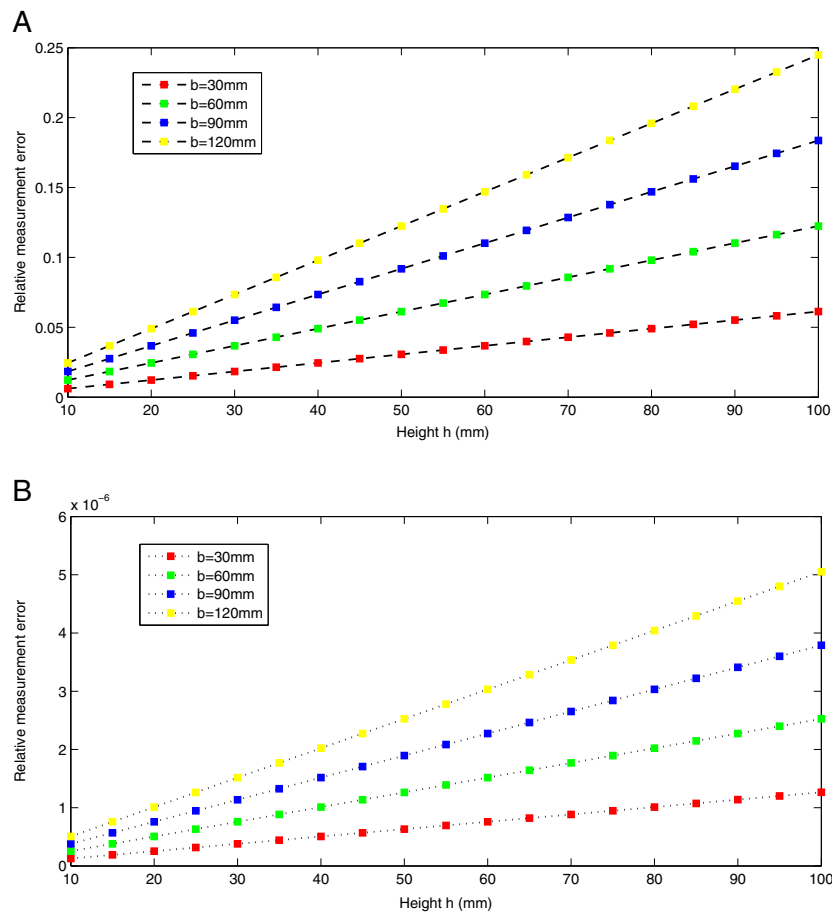 A
0.25
0.2
0.15
0.1
0.05
0
Relative measurement error
b=30mm
b=60mm
b=90mm
b=120mm
10 20 30 40 50 60 70 80 90 100
Height h (mm)
B
x 10⁻⁶
6
5
4
3
2
1
0
Relative measurement error
b=30mm
b=60mm
b=90mm
b=120mm
10 20 30 40 50 60 70 80 90 100
Height h (mm)